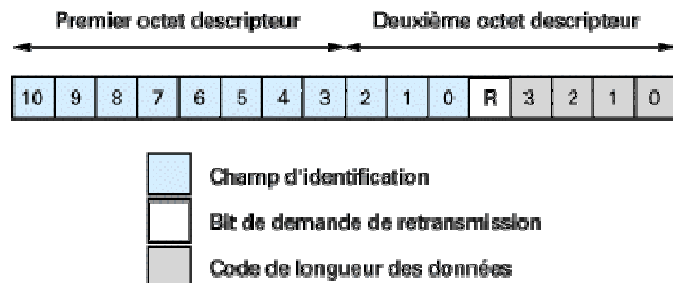 Premier octet descripteur Deuxième octet descripteur
10 9 8 7 6 5 4 3 2 1 0 R 3 2 1 0
Champ d'identification
Bit de demande de retransmission
Code de longueur des données